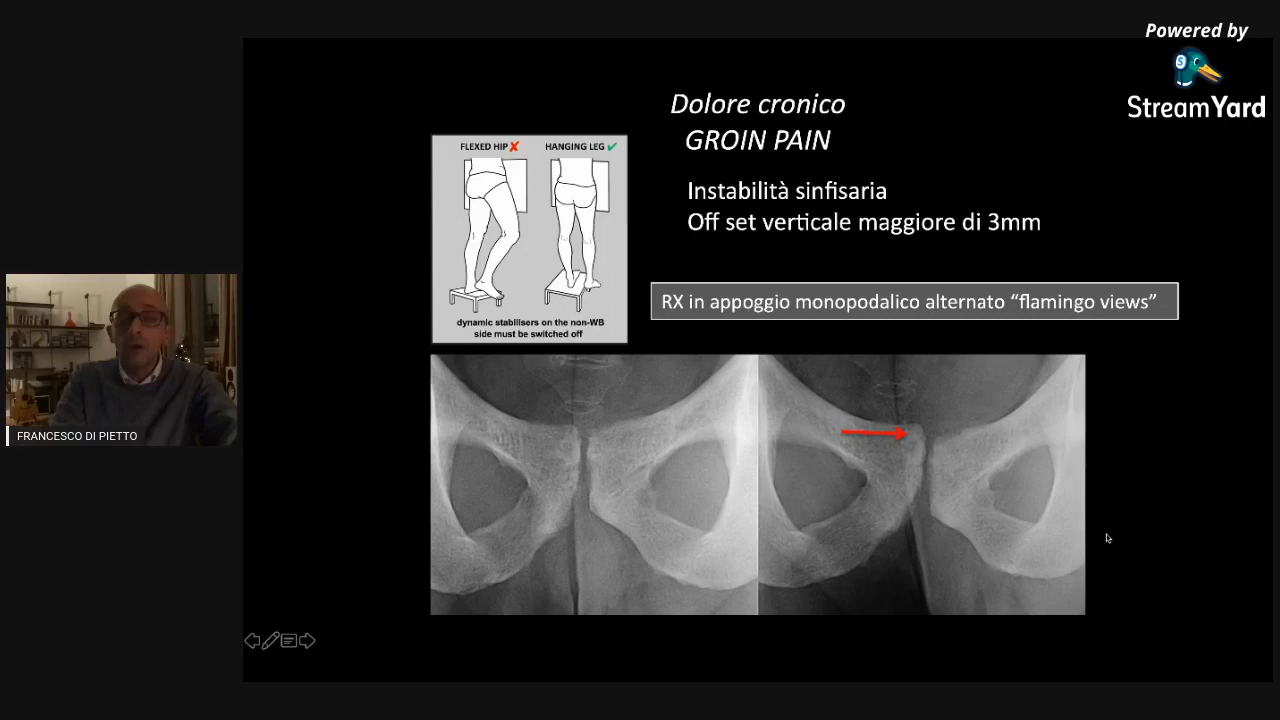 Powered by
StreamYard
Dolore cronico
GROIN PAIN
FLEXED HIP✘ HANGING LEG✔
dynamic stabilisers on the non-WB
side must be switched off
Instabilità sinfisaria
Off set verticale maggiore di 3mm
RX in appoggio monopodalico alternato “flamingo views”
FRANCESCO DI PIETTO